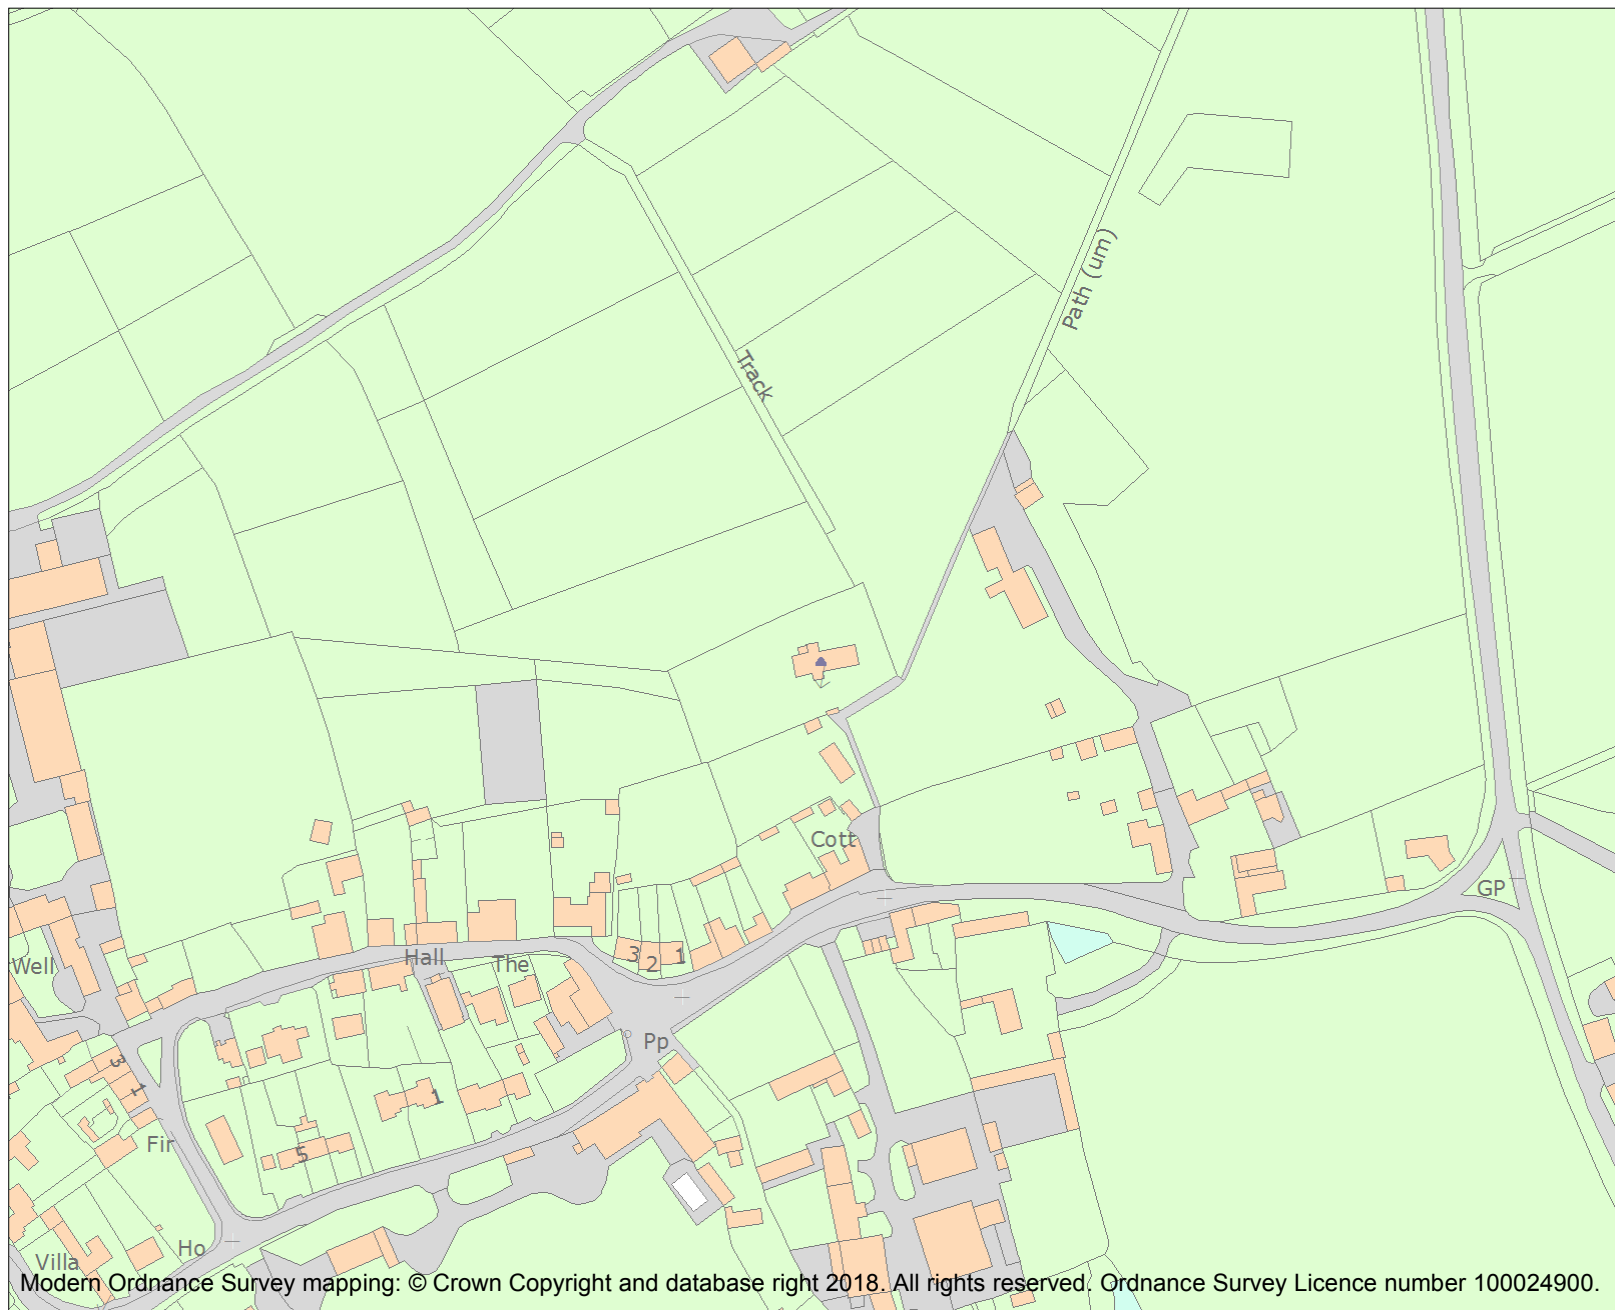 Path (um)
Track
Cott
GP
Well
Hall
The
3
2
1
Pp
3
1
1
5
Fir
Ho
Villa
Modern Ordnance Survey mapping: © Crown Copyright and database right 2018. All rights reserved. Ordnance Survey Licence number 100024900.